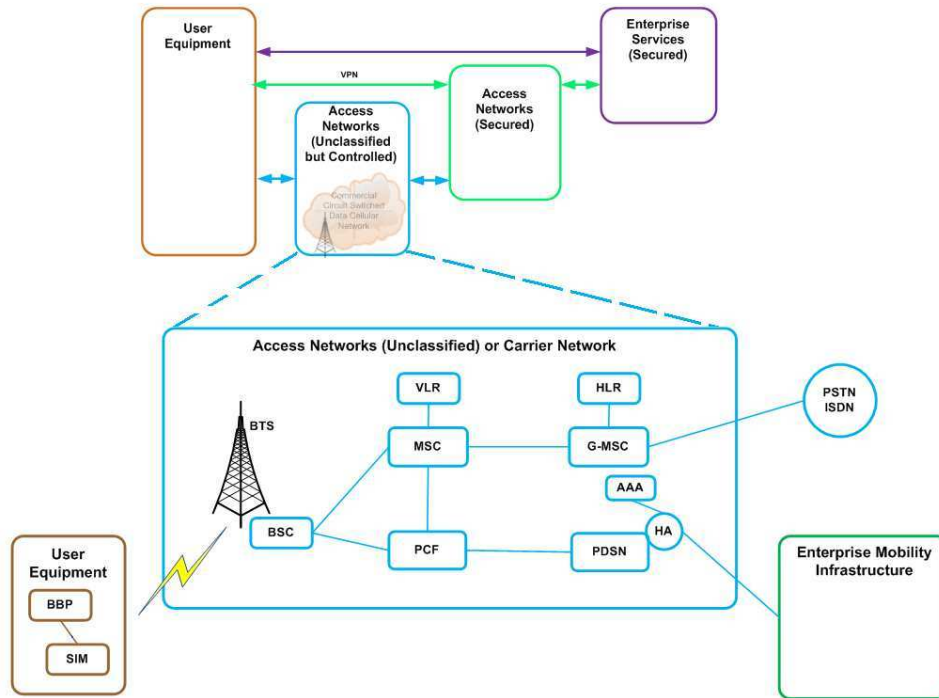 User
Equipment
Enterprise
Services
(Secured)
VPN
Access
Networks
(Secured)
Access
Networks
(Unclassified
but Controlled)
Commercial
Circuit Switched
Data Cellular
Network
Access Networks (Unclassified) or Carrier Network
VLR
HLR
PSTN
ISDN
BTS
MSC
G-MSC
AAA
BSC
HA
PCF
PDSN
User
Equipment
BBP
SIM
Enterprise Mobility
Infrastructure